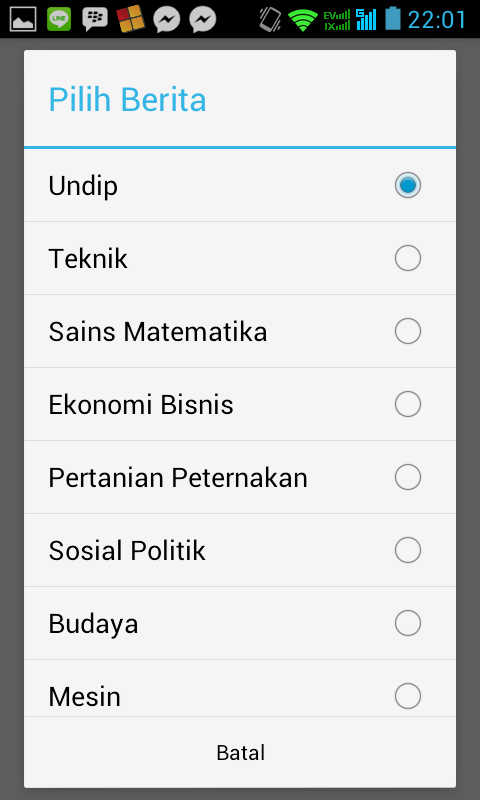 22:01
Pilih Berita
Undip
Teknik
Sains Matematika
Ekonomi Bisnis
Pertanian Peternakan
Sosial Politik
Budaya
Mesin
Batal